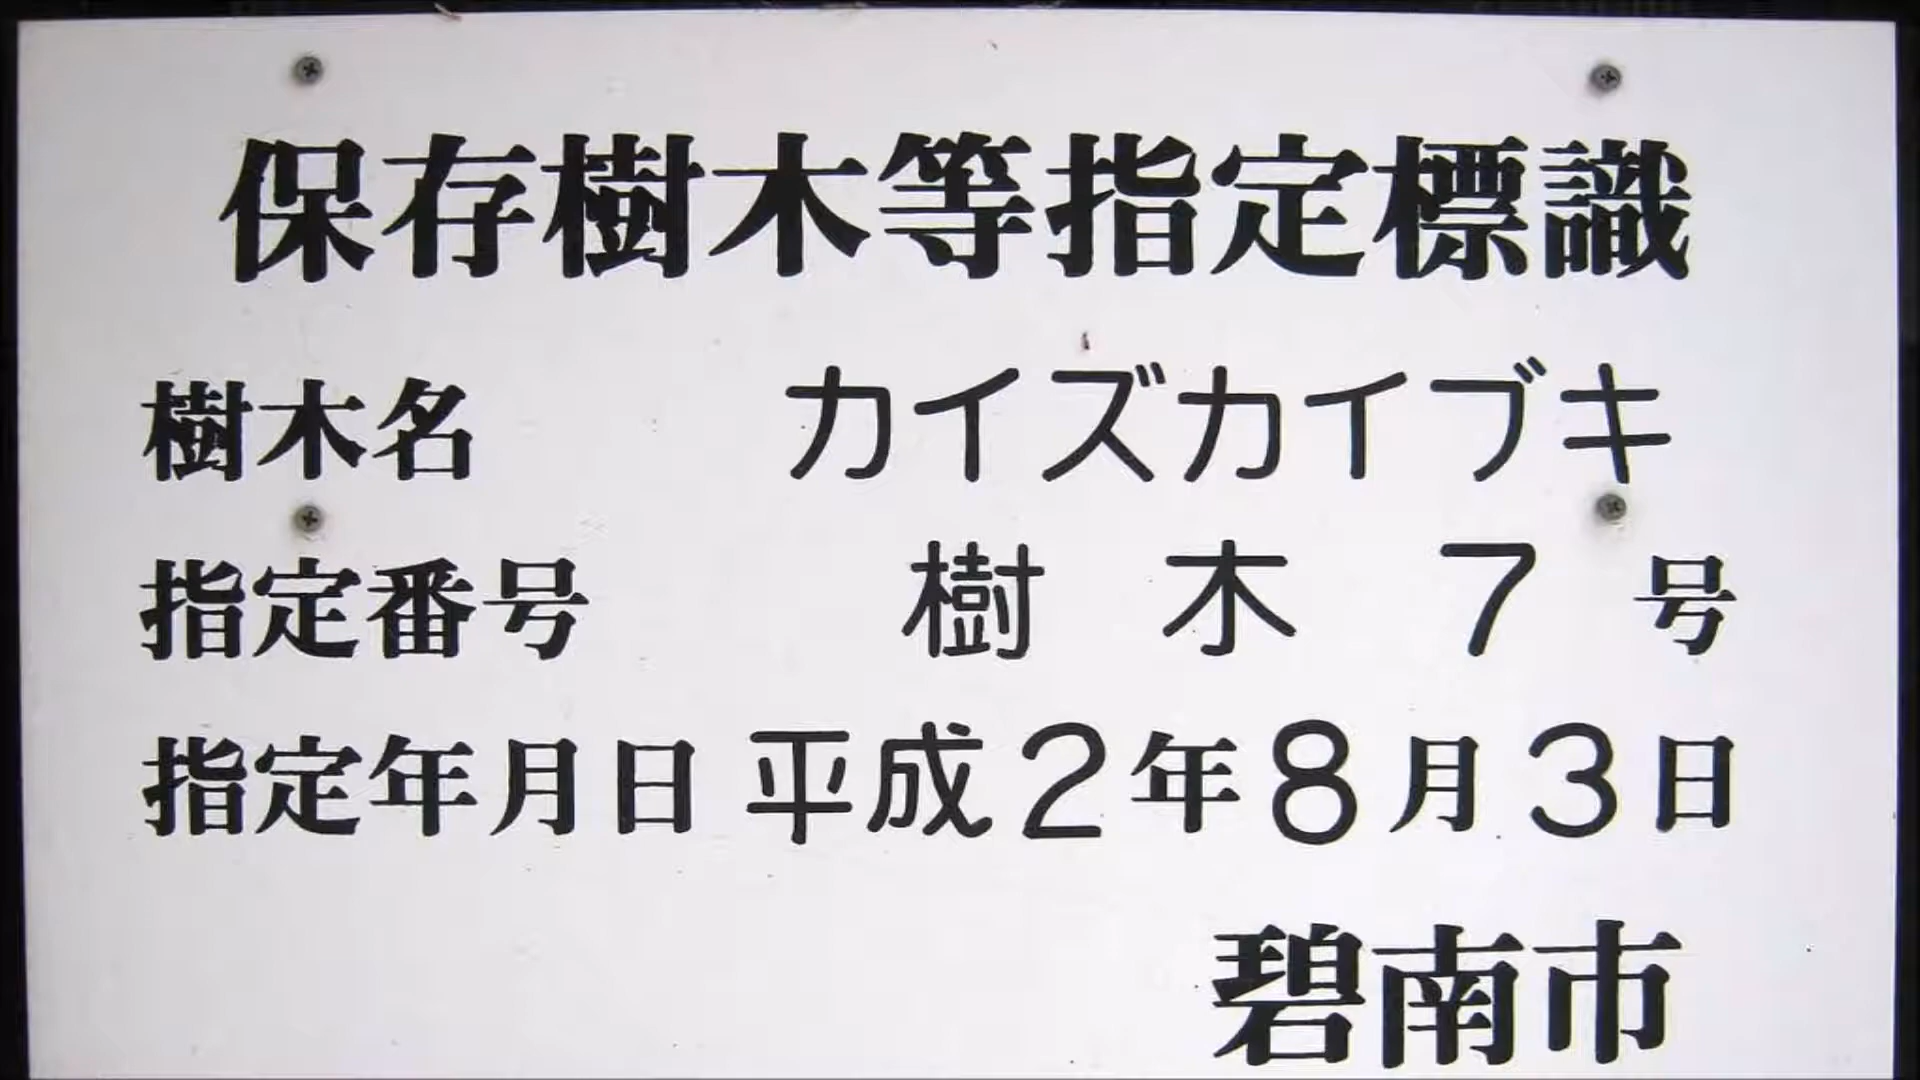 保存樹木等指定標識
樹木名 カイズカイブキ
指定番号 樹木7号
指定年月日 平成2年8月3日
碧南市